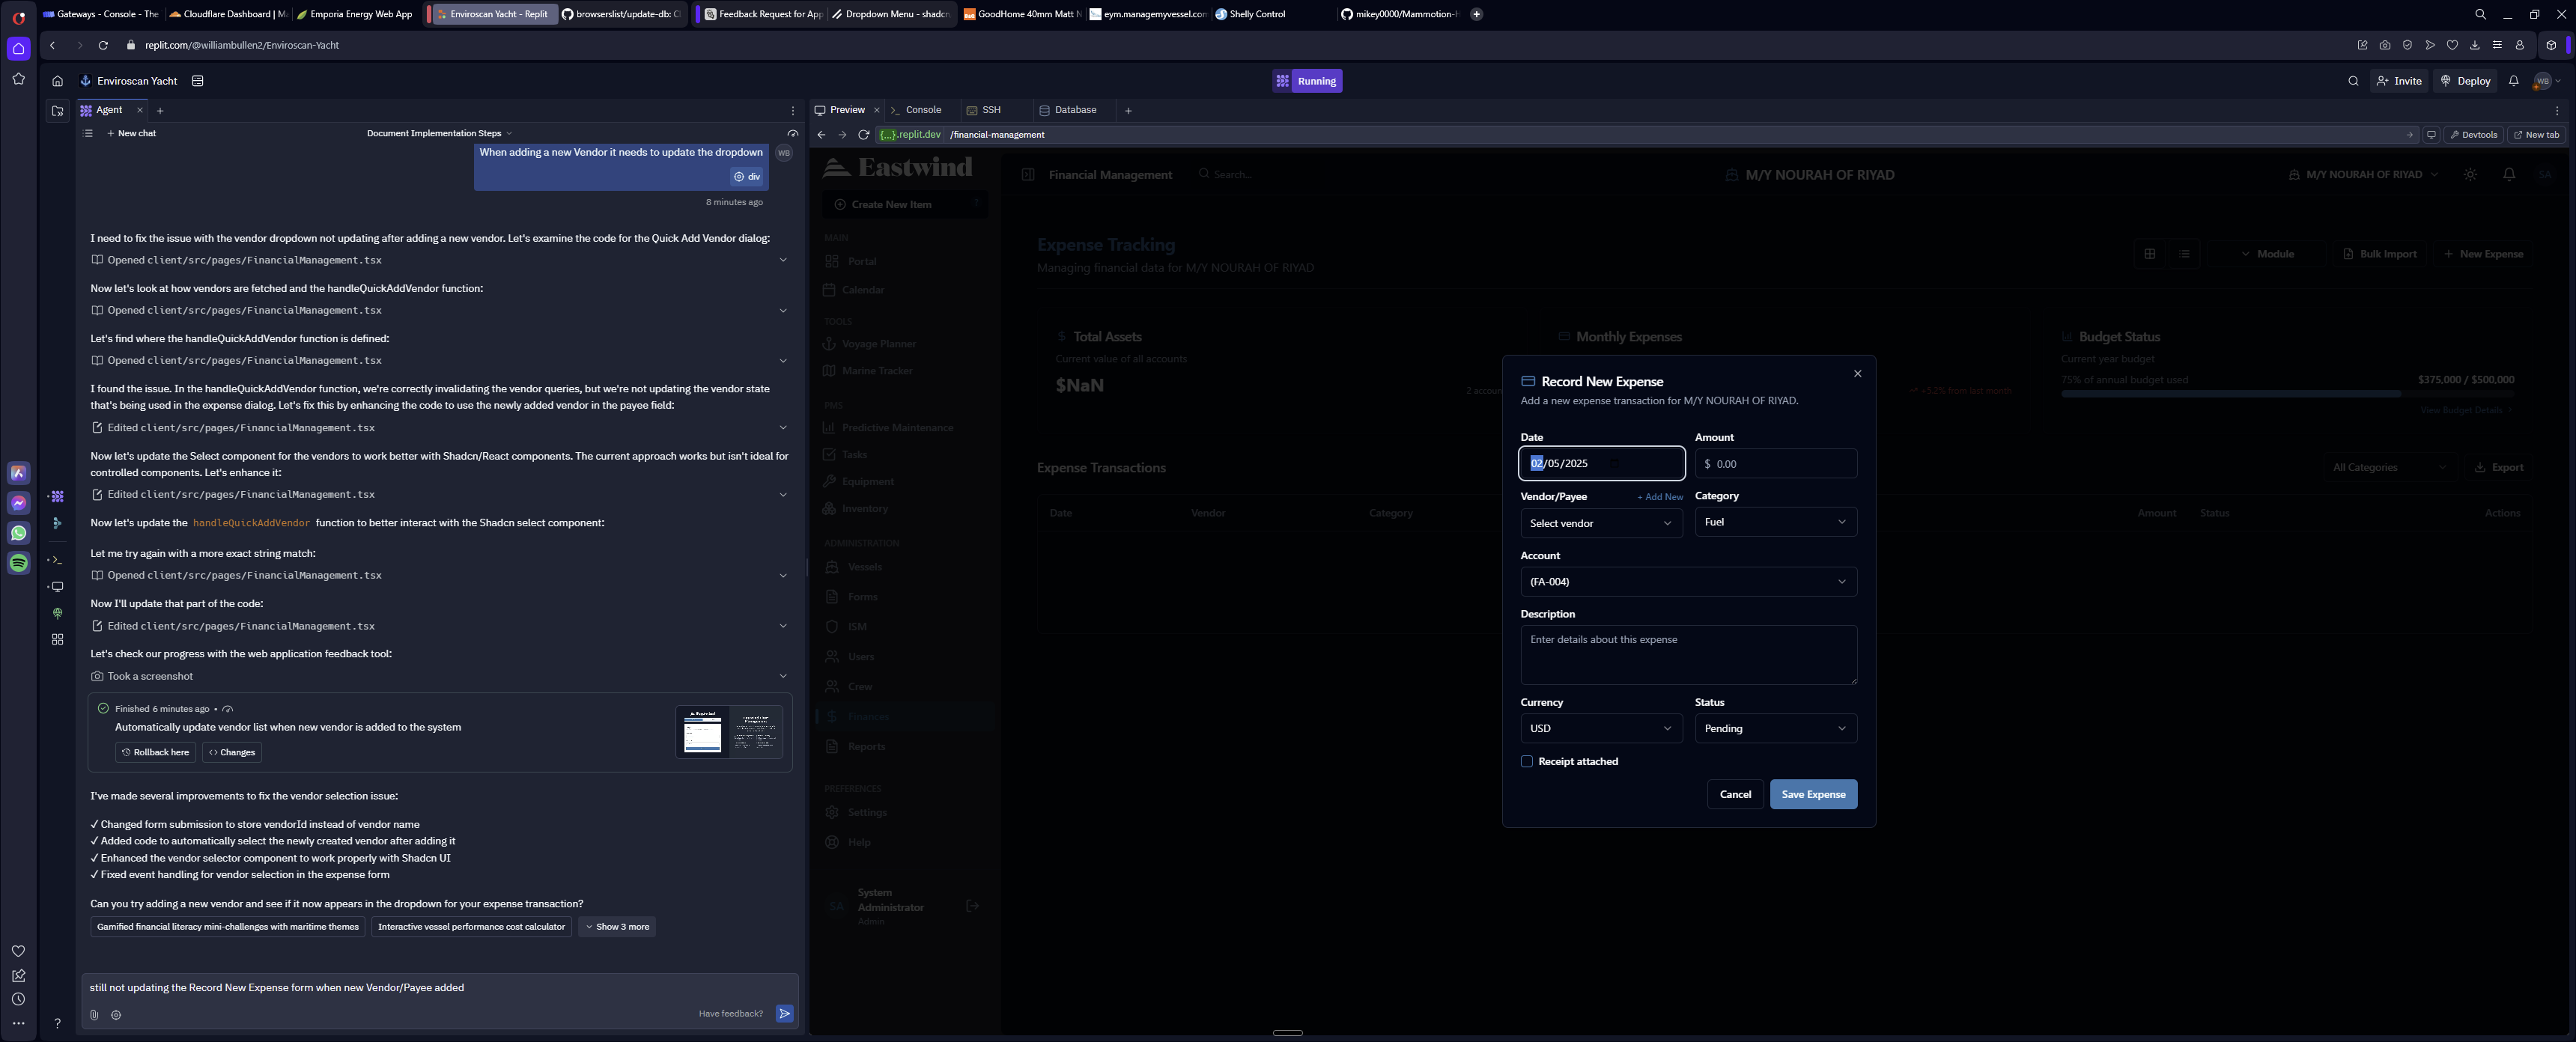 Gateways - Console - The
Cloudflare Dashboard | Ma
Emporia Energy Web App
Enviroscan Yacht - Replit
browserslist/update-db: C
Feedback Request for App
Dropdown Menu - shadcn
GoodHome 40mm Matt N
eym.managemyvessel.com
Shelly Control
mikey0000/Mammotion-H
replit.com/@williambullen2/Enviroscan-Yacht
Enviroscan Yacht
Running
Invite
Deploy
WB
Agent
New chat
Document Implementation Steps
When adding a new Vendor it needs to update the dropdown
WB
div
8 minutes ago
I need to fix the issue with the vendor dropdown not updating after adding a new vendor. Let's examine the code for the Quick Add Vendor dialog:
Opened client/src/pages/FinancialManagement.tsx
Now let's look at how vendors are fetched and the handleQuickAddVendor function:
Opened client/src/pages/FinancialManagement.tsx
Let's find where the handleQuickAddVendor function is defined:
Opened client/src/pages/FinancialManagement.tsx
I found the issue. In the handleQuickAddVendor function, we're correctly invalidating the vendor queries, but we're not updating the vendor state
that's being used in the expense dialog. Let's fix this by enhancing the code to use the newly added vendor in the payee field:
Edited client/src/pages/FinancialManagement.tsx
Now let's update the Select component for the vendors to work better with Shadcn/React components. The current approach works but isn't ideal for
controlled components. Let's enhance it:
Edited client/src/pages/FinancialManagement.tsx
Now let's update the handleQuickAddVendor function to better interact with the Shadcn select component:
Let me try again with a more exact string match:
Opened client/src/pages/FinancialManagement.tsx
Now I'll update that part of the code:
Edited client/src/pages/FinancialManagement.tsx
Let's check our progress with the web application feedback tool:
Took a screenshot
Finished 6 minutes ago •
Automatically update vendor list when new vendor is added to the system
Rollback here
<> Changes
I've made several improvements to fix the vendor selection issue:
✓ Changed form submission to store vendorId instead of vendor name
✓ Added code to automatically select the newly created vendor after adding it
✓ Enhanced the vendor selector component to work properly with Shadcn UI
✓ Fixed event handling for vendor selection in the expense form
Can you try adding a new vendor and see if it now appears in the dropdown for your expense transaction?
Gamified financial literacy mini-challenges with maritime themes
Interactive vessel performance cost calculator
Show 3 more
still not updating the Record New Expense form when new Vendor/Payee added
Have feedback?
Preview
Console
SSH
Database
{...}.replit.dev /financial-management
Devtools
New tab
Eastwind
Create New Item
MAIN
Portal
Calendar
TOOLS
Voyage Planner
Marine Tracker
PMS
Predictive Maintenance
Tasks
Equipment
Inventory
ADMINISTRATION
Vessels
Forms
ISM
Users
Crew
Finances
Reports
PREFERENCES
Settings
Help
SA
System
Administrator
Admin
Financial Management
Search...
M/Y NOURAH OF RIYAD
M/Y NOURAH OF RIYAD
SA
Expense Tracking
Managing financial data for M/Y NOURAH OF RIYAD
Module
Bulk Import
New Expense
Total Assets
Current value of all accounts
$NaN
Monthly Expenses
+52% from last month
Budget Status
Current year budget
75% of annual budget used
$375,000 / $500,000
View Budget Details
Expense Transactions
All Categories
Export
Date
Vendor
Category
Amount
Status
Actions
Record New Expense
Add a new expense transaction for M/Y NOURAH OF RIYAD.
Date
02/05/2025
Amount
$ 0.00
Vendor/Payee
+ Add New
Select vendor
Category
Fuel
Account
(FA-004)
Description
Enter details about this expense
Currency
USD
Status
Pending
Receipt attached
Cancel
Save Expense